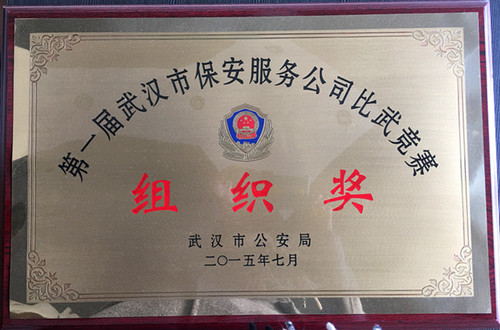 第一届武汉市保安服务公司比武竞赛
组织奖
武汉市公安局
二〇一五年七月